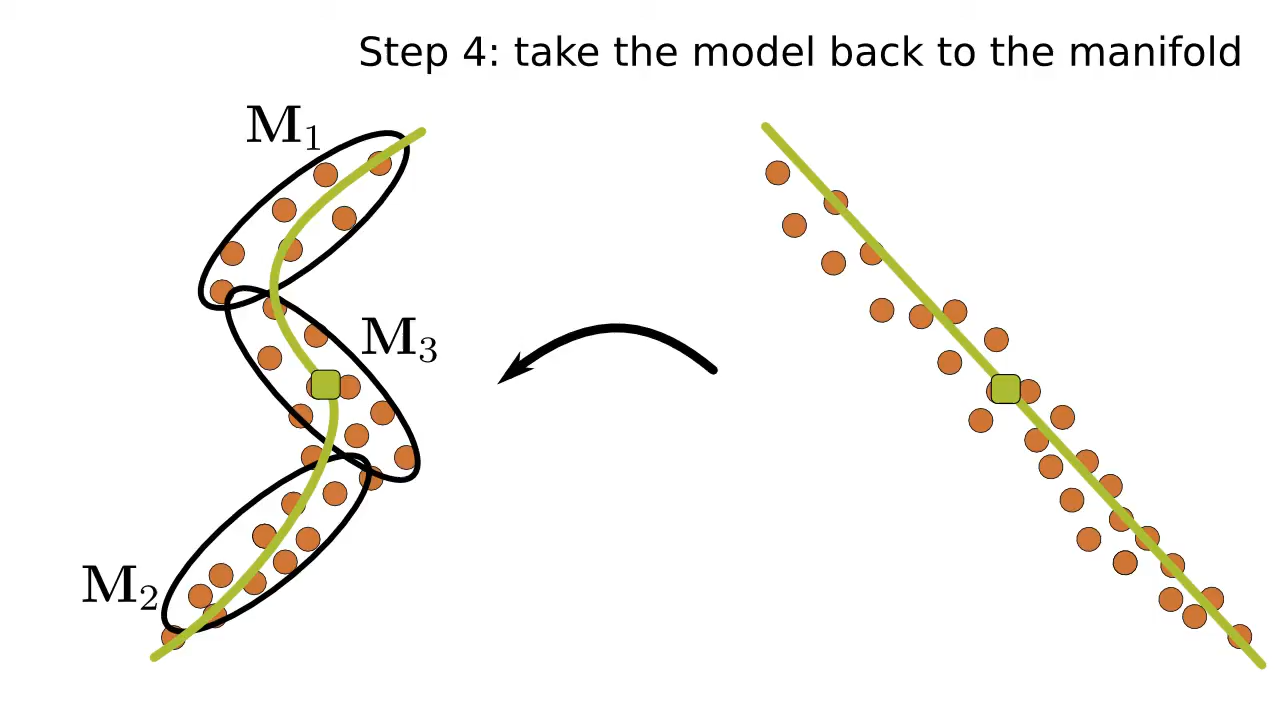 Step 4: take the model back to the manifold
M₁
M₃
M₂